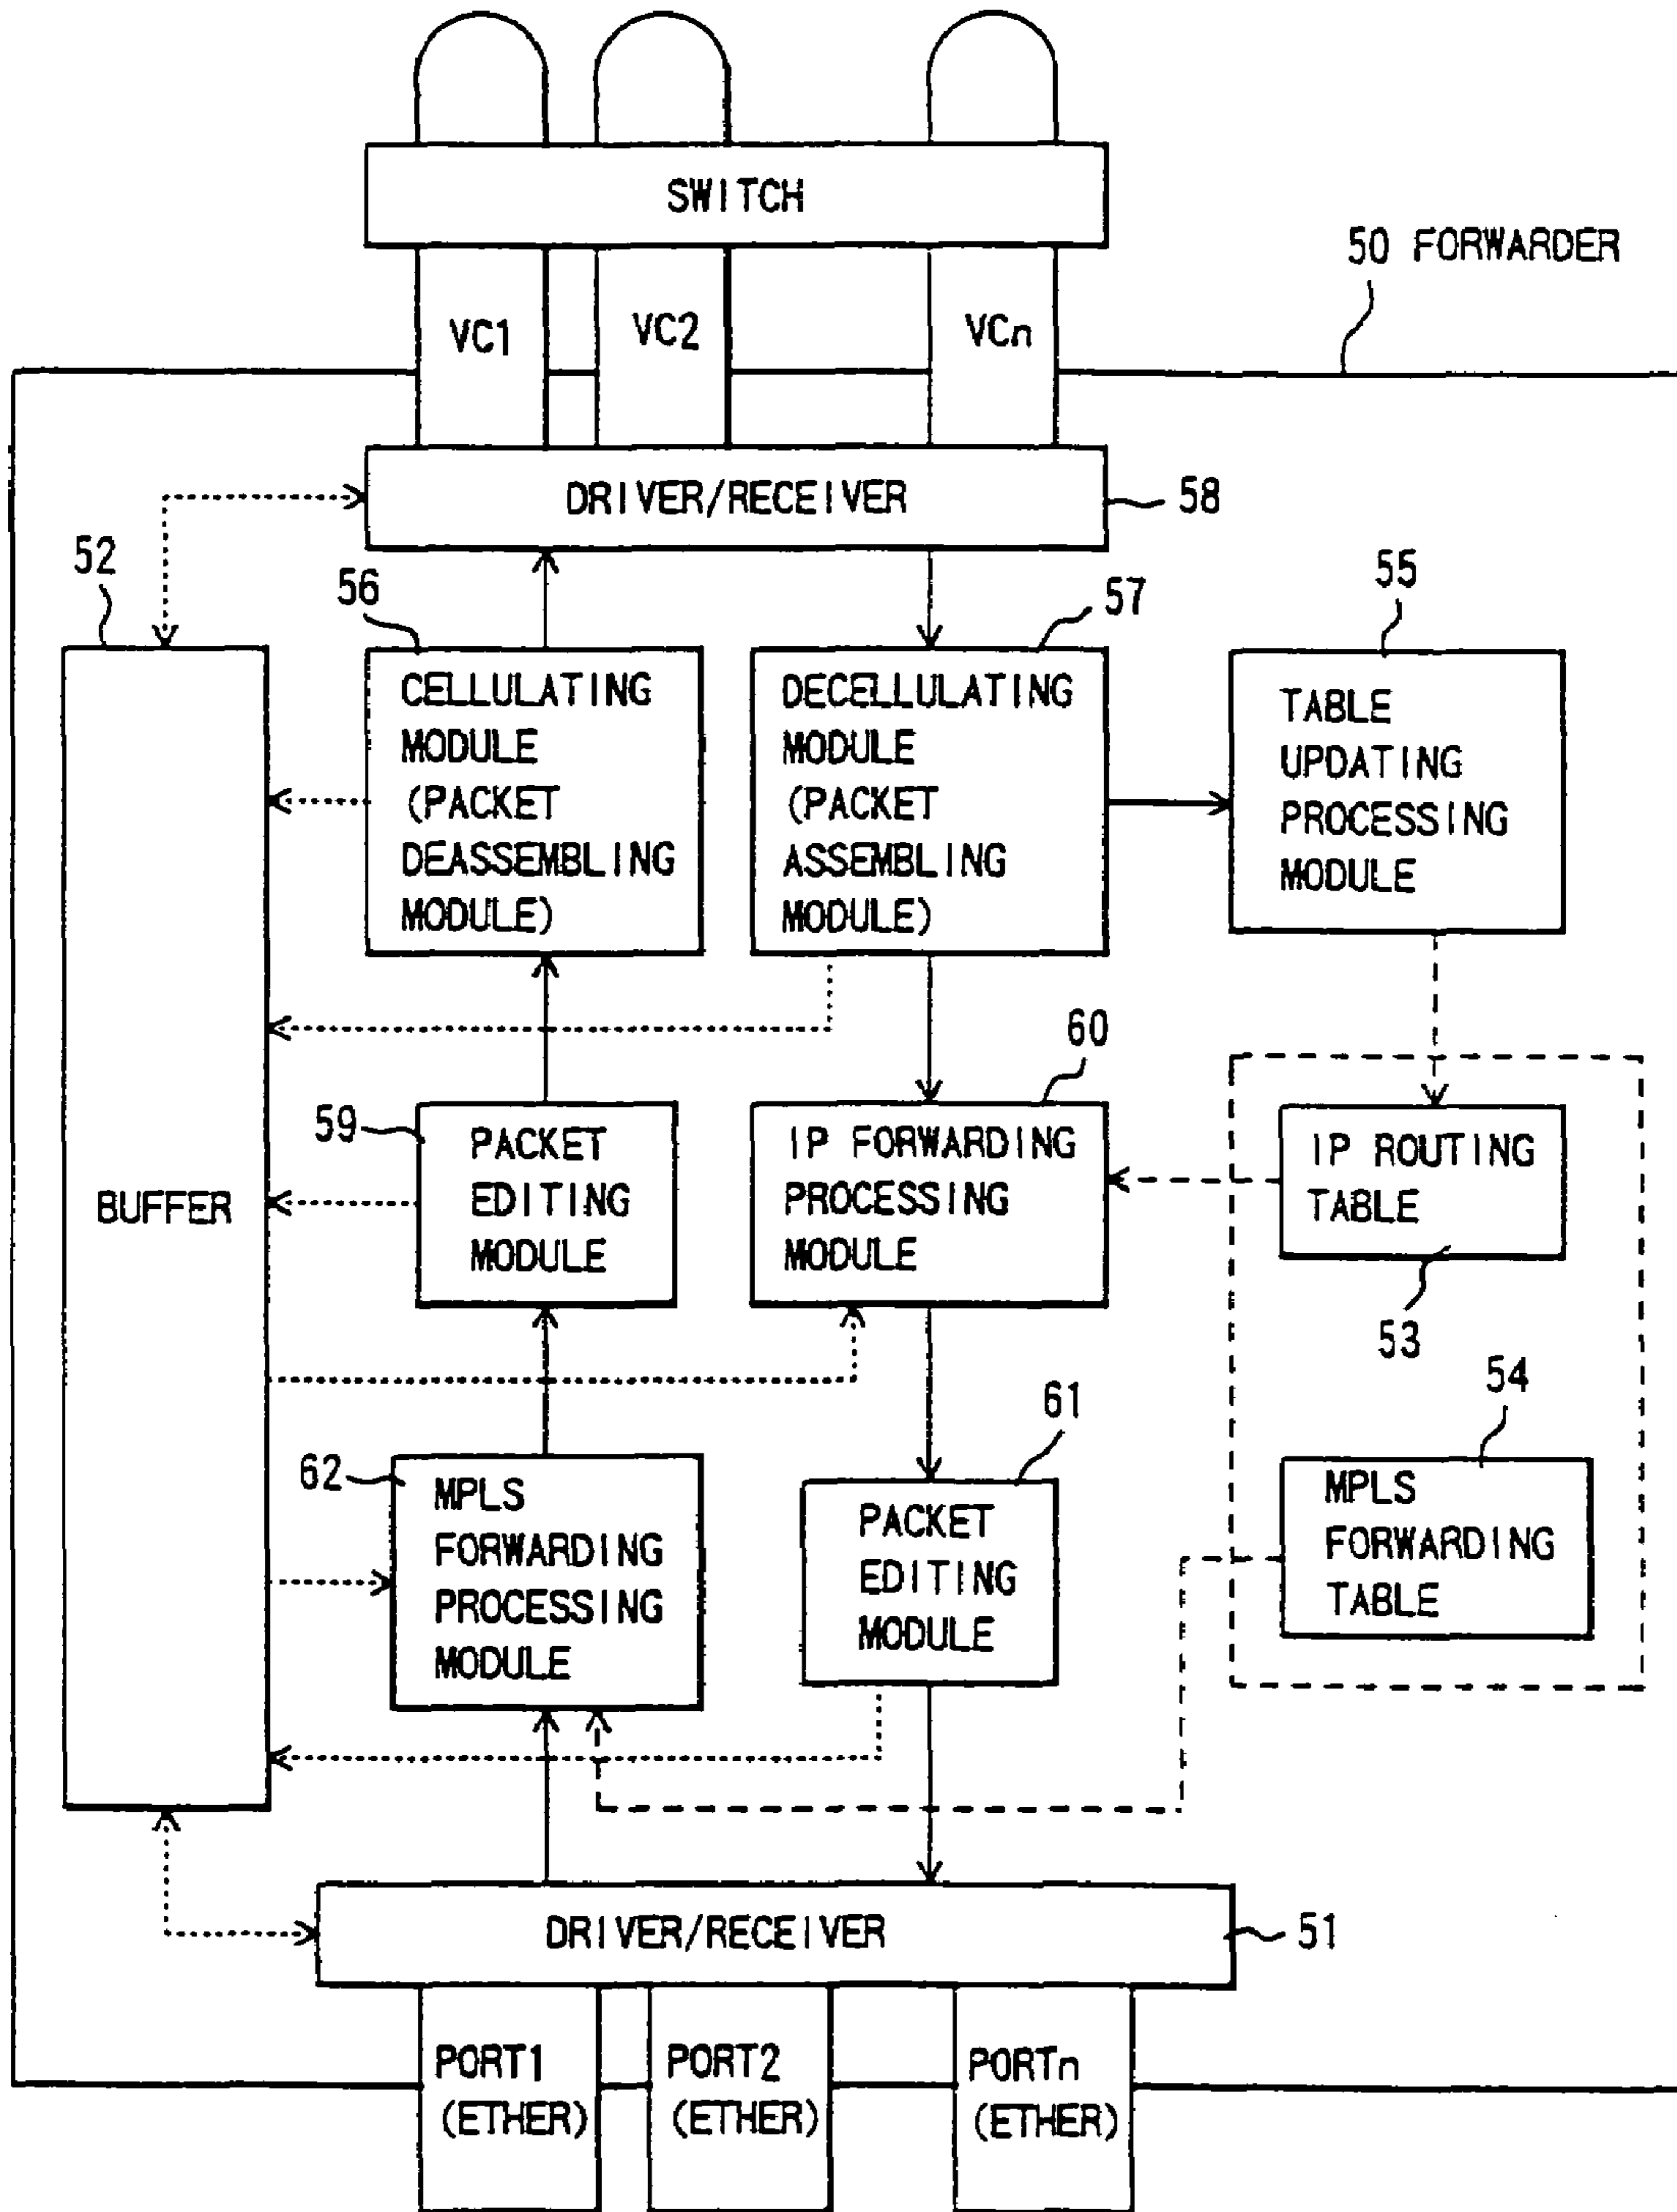 SWITCH
50 FORWARDER
VC1
VC2
VCn
DRIVER/RECEIVER
58
52
56
57
55
CELLULATING
MODULE
(PACKET
DEASSEMBLING
MODULE)
DECELLULATING
MODULE
(PACKET
ASSEMBLING
MODULE)
TABLE
UPDATING
PROCESSING
MODULE
BUFFER
59
PACKET
EDITING
MODULE
60
IP FORWARDING
PROCESSING
MODULE
IP ROUTING
TABLE
53
62
MPLS
FORWARDING
PROCESSING
MODULE
61
PACKET
EDITING
MODULE
54
MPLS
FORWARDING
TABLE
DRIVER/RECEIVER
51
PORT1
(ETHER)
PORT2
(ETHER)
PORTn
(ETHER)